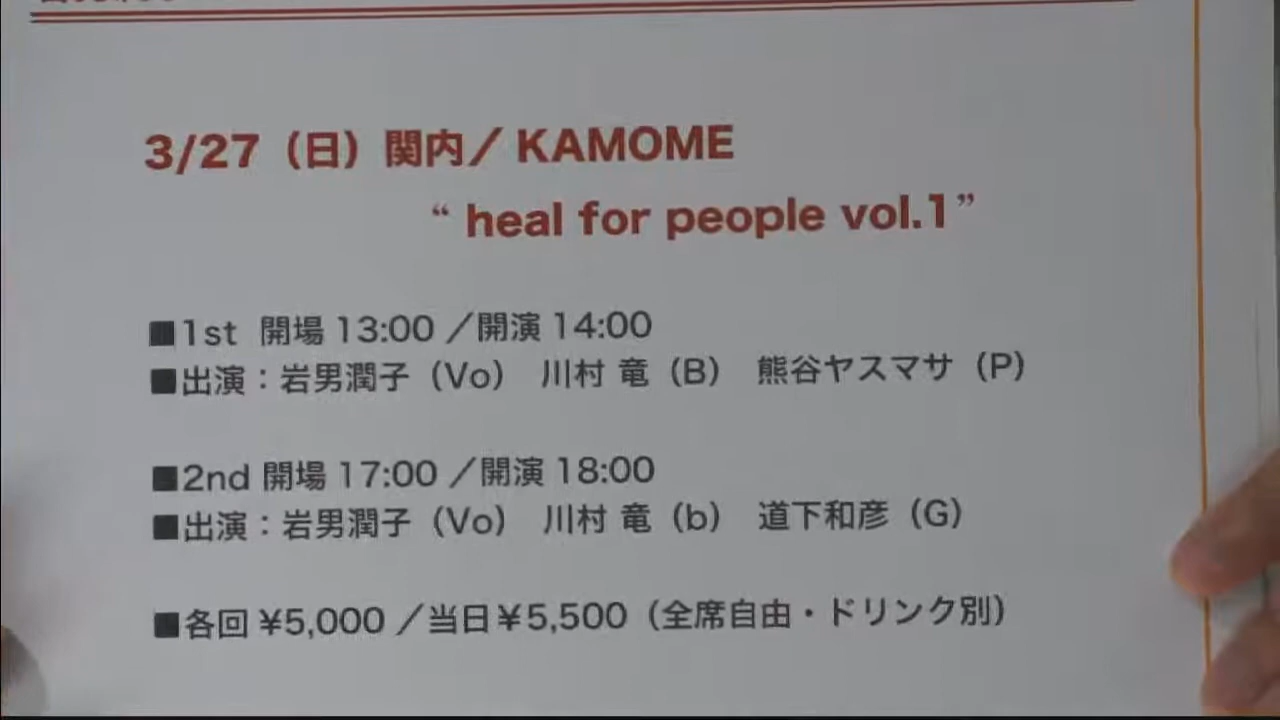 3/27（日）関内／KAMOME
“ heal for people vol.1”
■1st 開場 13:00 ／開演 14:00
■出演：岩男潤子（Vo） 川村 竜（B） 熊谷ヤスマサ（P）
■2nd 開場 17:00 ／開演 18:00
■出演：岩男潤子（Vo） 川村 竜（b） 道下和彦（G）
■各回 ¥5,000 ／当日¥5,500（全席自由・ドリンク別）